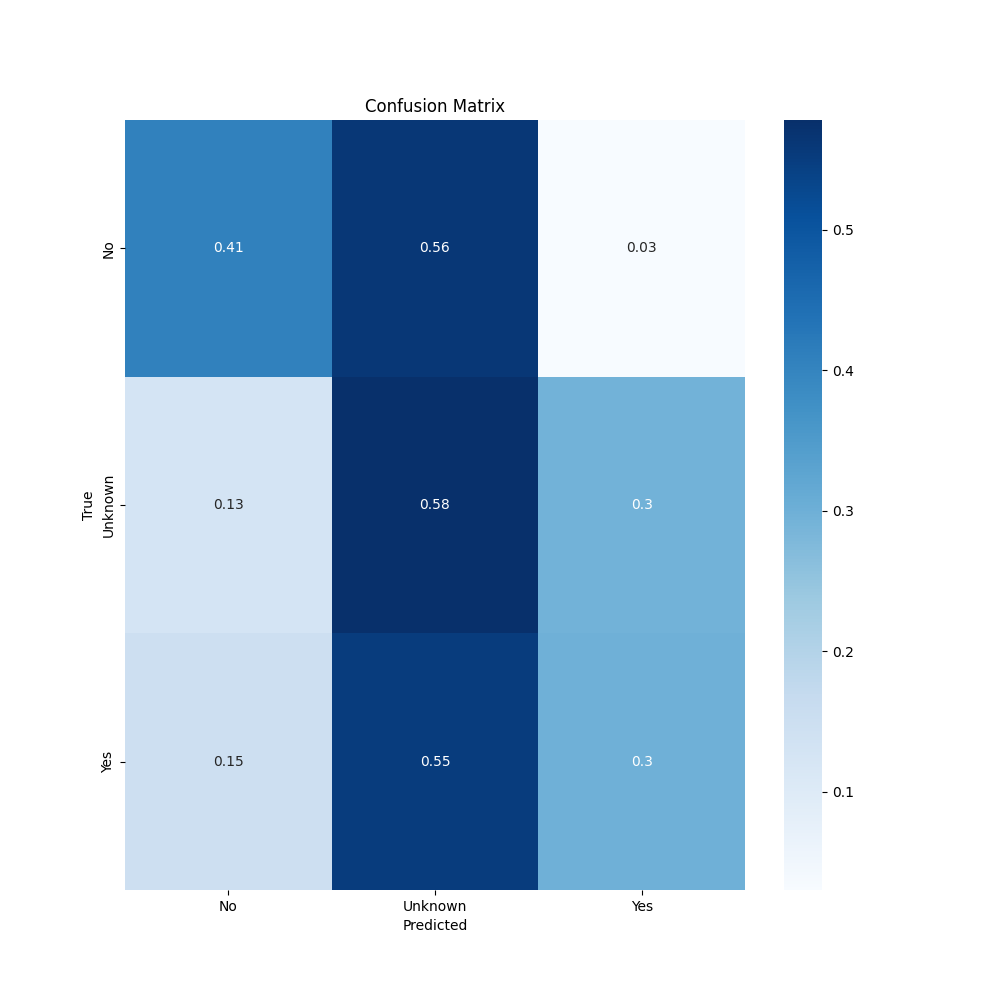 Confusion Matrix
No 0.41 0.56 0.03
True
Unknown 0.13 0.58 0.3
Yes 0.15 0.55 0.3
No Unknown Yes
Predicted
0.5
0.4
0.3
0.2
0.1